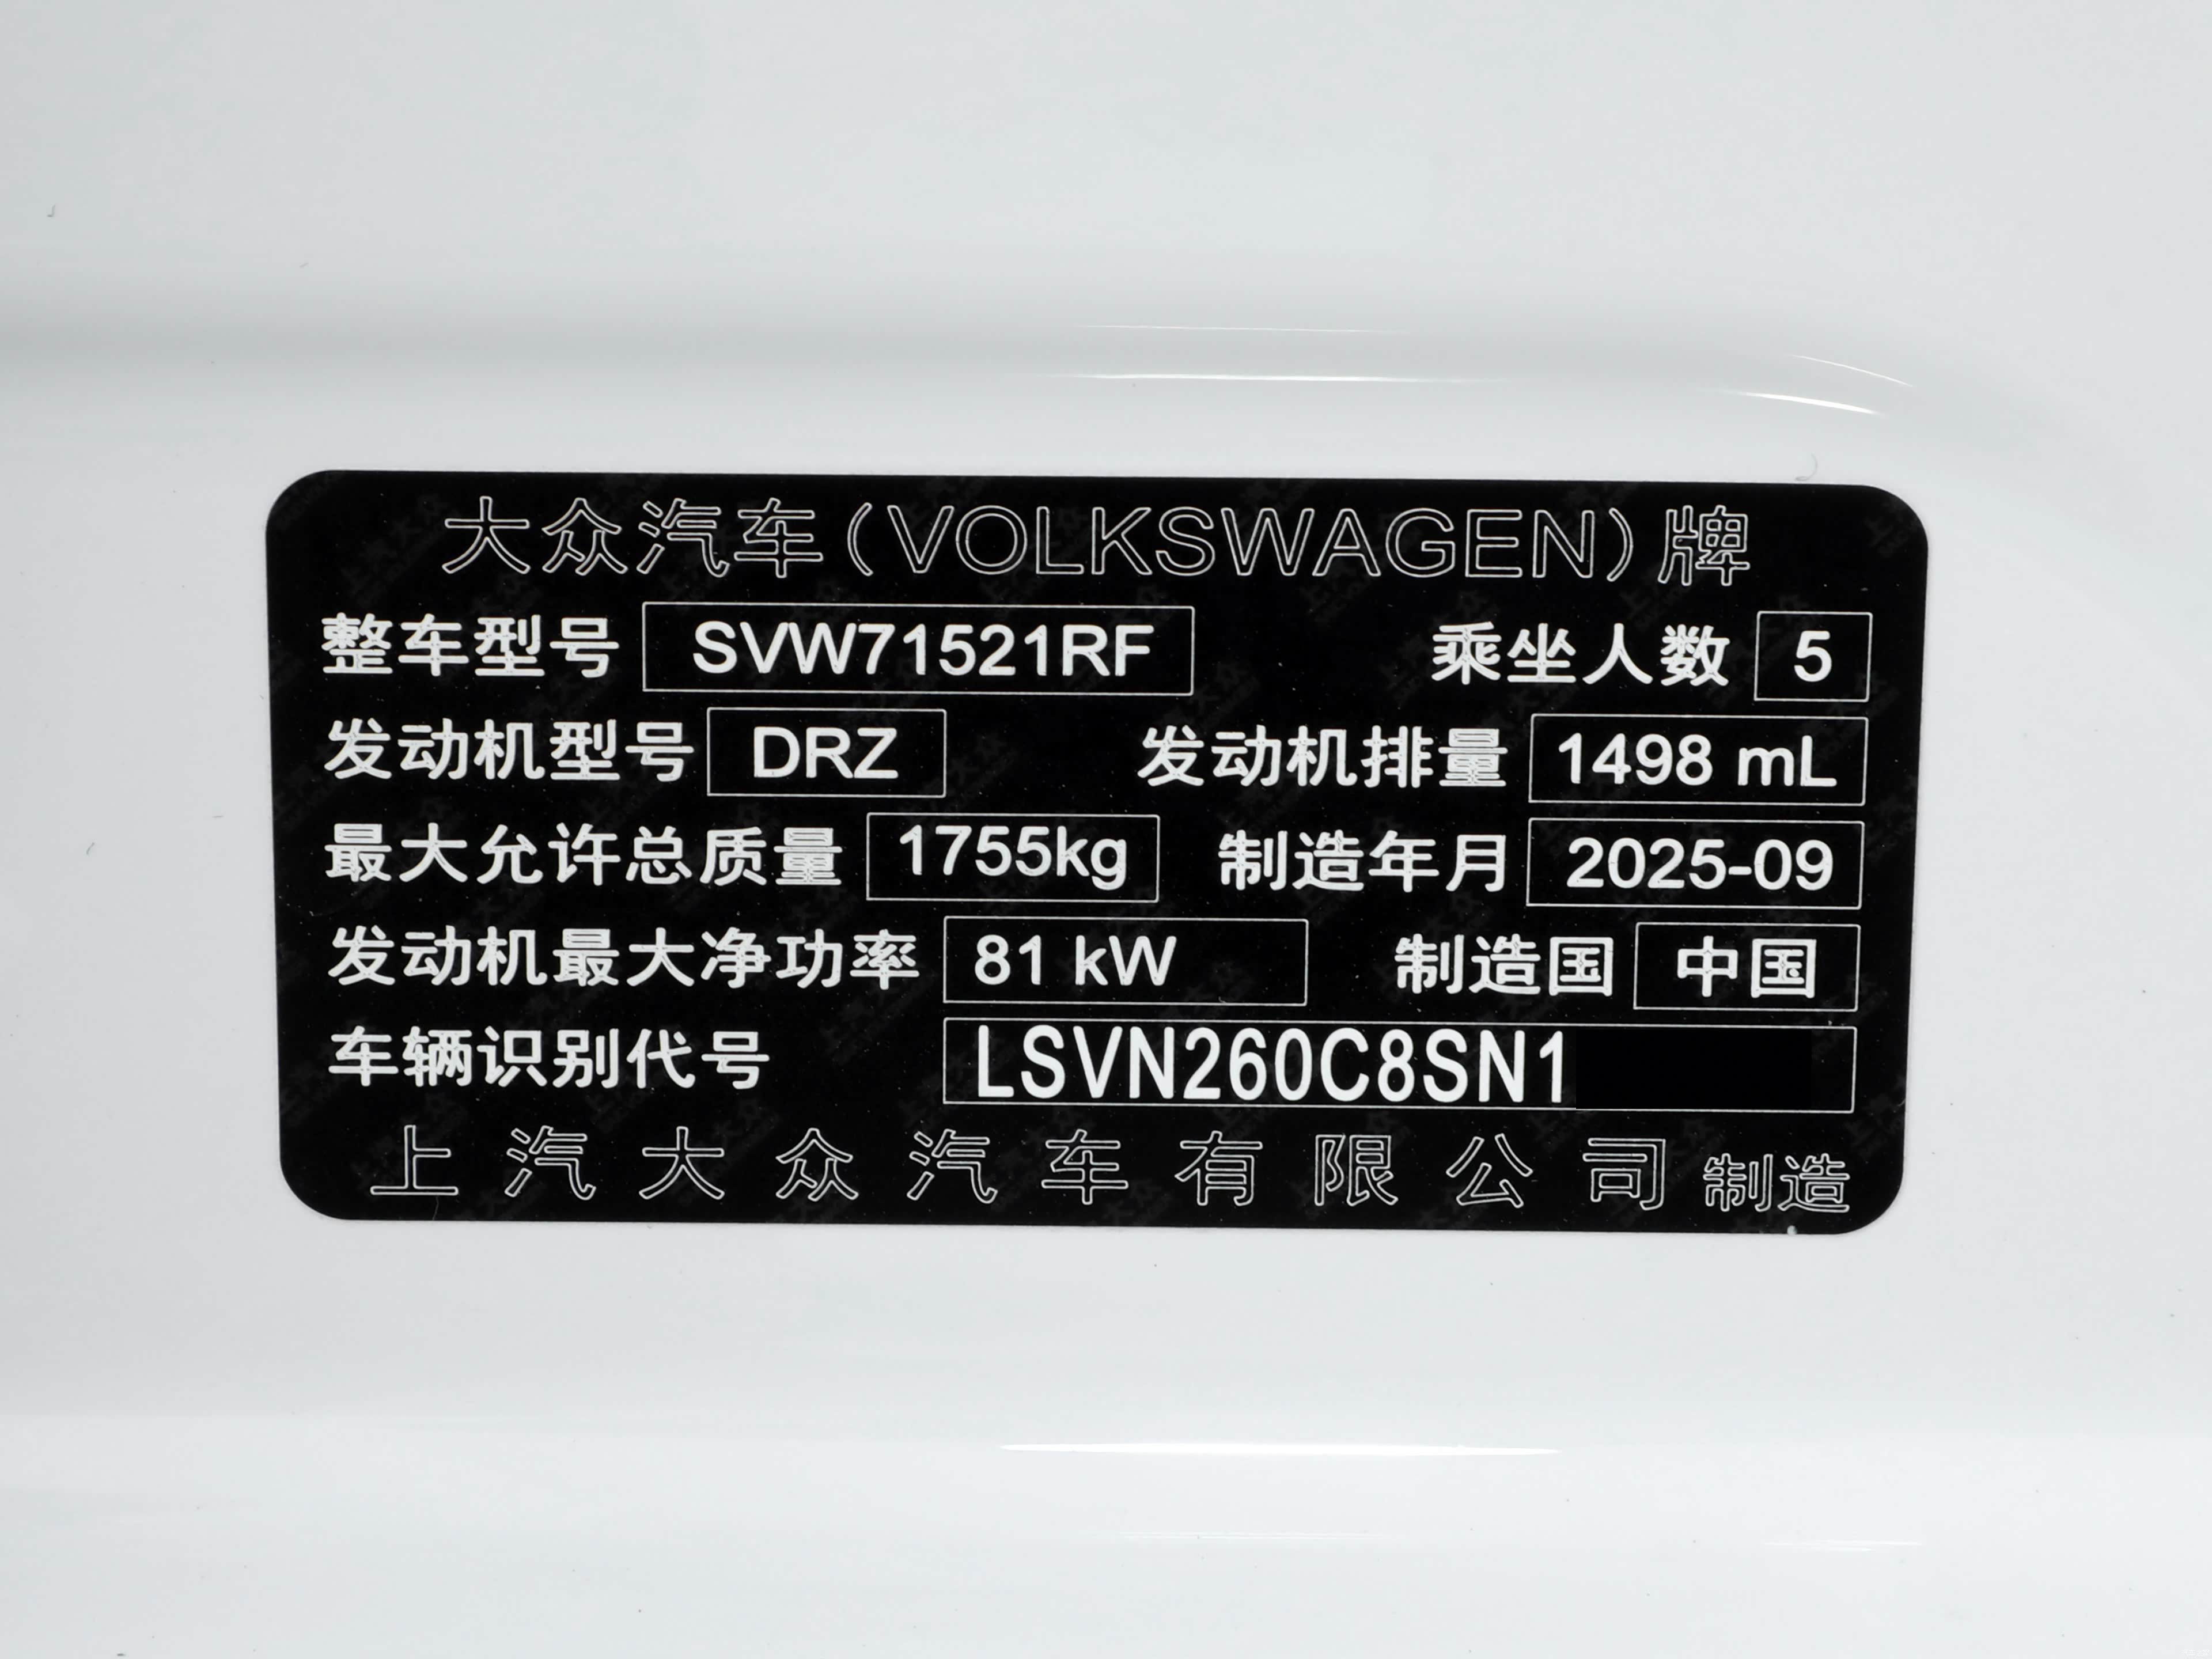 大众汽车(VOLKSWAGEN)牌
整车型号 SVW71521RF 乘坐人数 5
发动机型号 DRZ 发动机排量 1498 mL
最大允许总质量 1755kg 制造年月 2025-09
发动机最大净功率 81 kW 制造国 中国
车辆识别代号 LSVN260C8SN1
上汽大众汽车有限公司制造